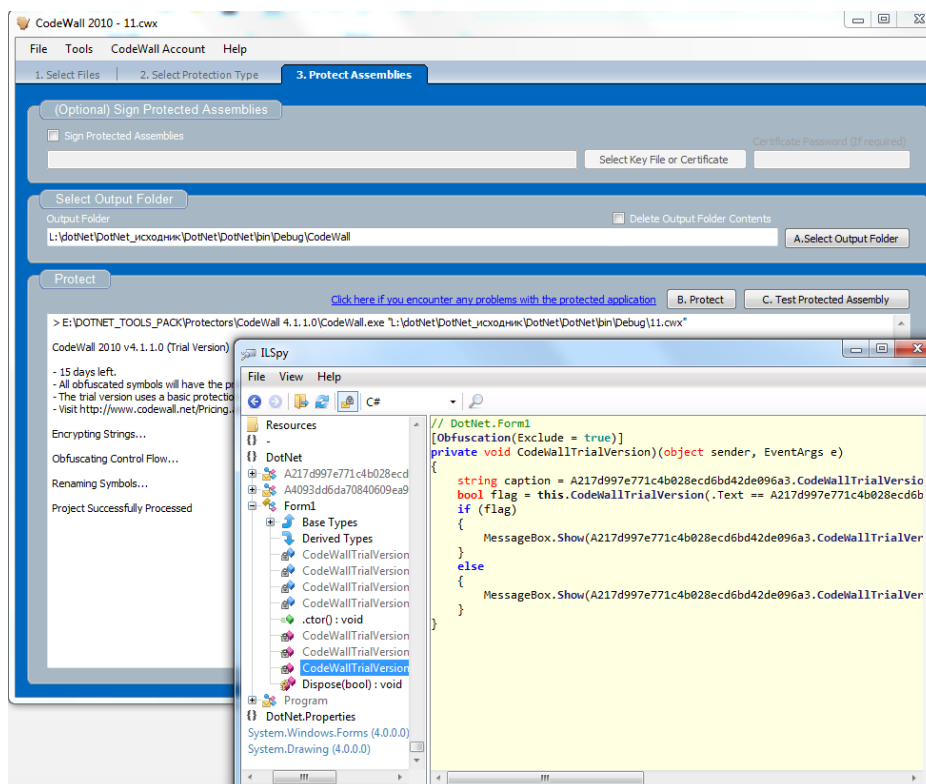 CodeWall 2010 - 11.cwx
File Tools CodeWall Account Help
1. Select Files 2. Select Protection Type 3. Protect Assemblies
(Optional) Sign Protected Assemblies
Sign Protected Assemblies
Certificate Password (If required)
Select Key File or Certificate
Select Output Folder
Output Folder
Delete Output Folder Contents
L:\dotNet\DotNet_исходник\DotNet\DotNet\bin\Debug\CodeWall
A.Select Output Folder
Protect
Click here if you encounter any problems with the protected application
B. Protect
C. Test Protected Assembly
> E:\DOTNET_TOOLS_PACK\Protectors\CodeWall 4.1.1.0\CodeWall.exe "L:\dotNet\DotNet_исходник\DotNet\DotNet\bin\Debug\11.cwx"
CodeWall 2010 v4.1.1.0 (Trial Version)
- 15 days left.
- All obfuscated symbols will have the pr
- The trial version uses a basic protectio
- Visit http://www.codewall.net/Pricing.
Encrypting Strings...
Obfuscating Control Flow...
Renaming Symbols...
Project Successfully Processed
ILSpy
File View Help
C#
Resources
{} -
{} DotNet
A217d997e771c4b028ecd
A4093dd6da70840609ea9
Form1
Base Types
Derived Types
CodeWallTrialVersion
CodeWallTrialVersion
CodeWallTrialVersion
CodeWallTrialVersion
.ctor() : void
CodeWallTrialVersion
CodeWallTrialVersion
CodeWallTrialVersion
Dispose(bool) : void
Program
{} DotNet.Properties
System.Windows.Forms (4.0.0.0)
System.Drawing (4.0.0.0)
// DotNet.Form1
[Obfuscation(Exclude = true)]
private void CodeWallTrialVersion)(object sender, EventArgs e)
{
string caption = A217d997e771c4b028ecd6bd42de096a3.CodeWallTrialVersio
bool flag = this.CodeWallTrialVersion(.Text == A217d997e771c4b028ecd6b
if (flag)
{
MessageBox.Show(A217d997e771c4b028ecd6bd42de096a3.CodeWallTrialVer
}
else
{
MessageBox.Show(A217d997e771c4b028ecd6bd42de096a3.CodeWallTrialVer
}
}